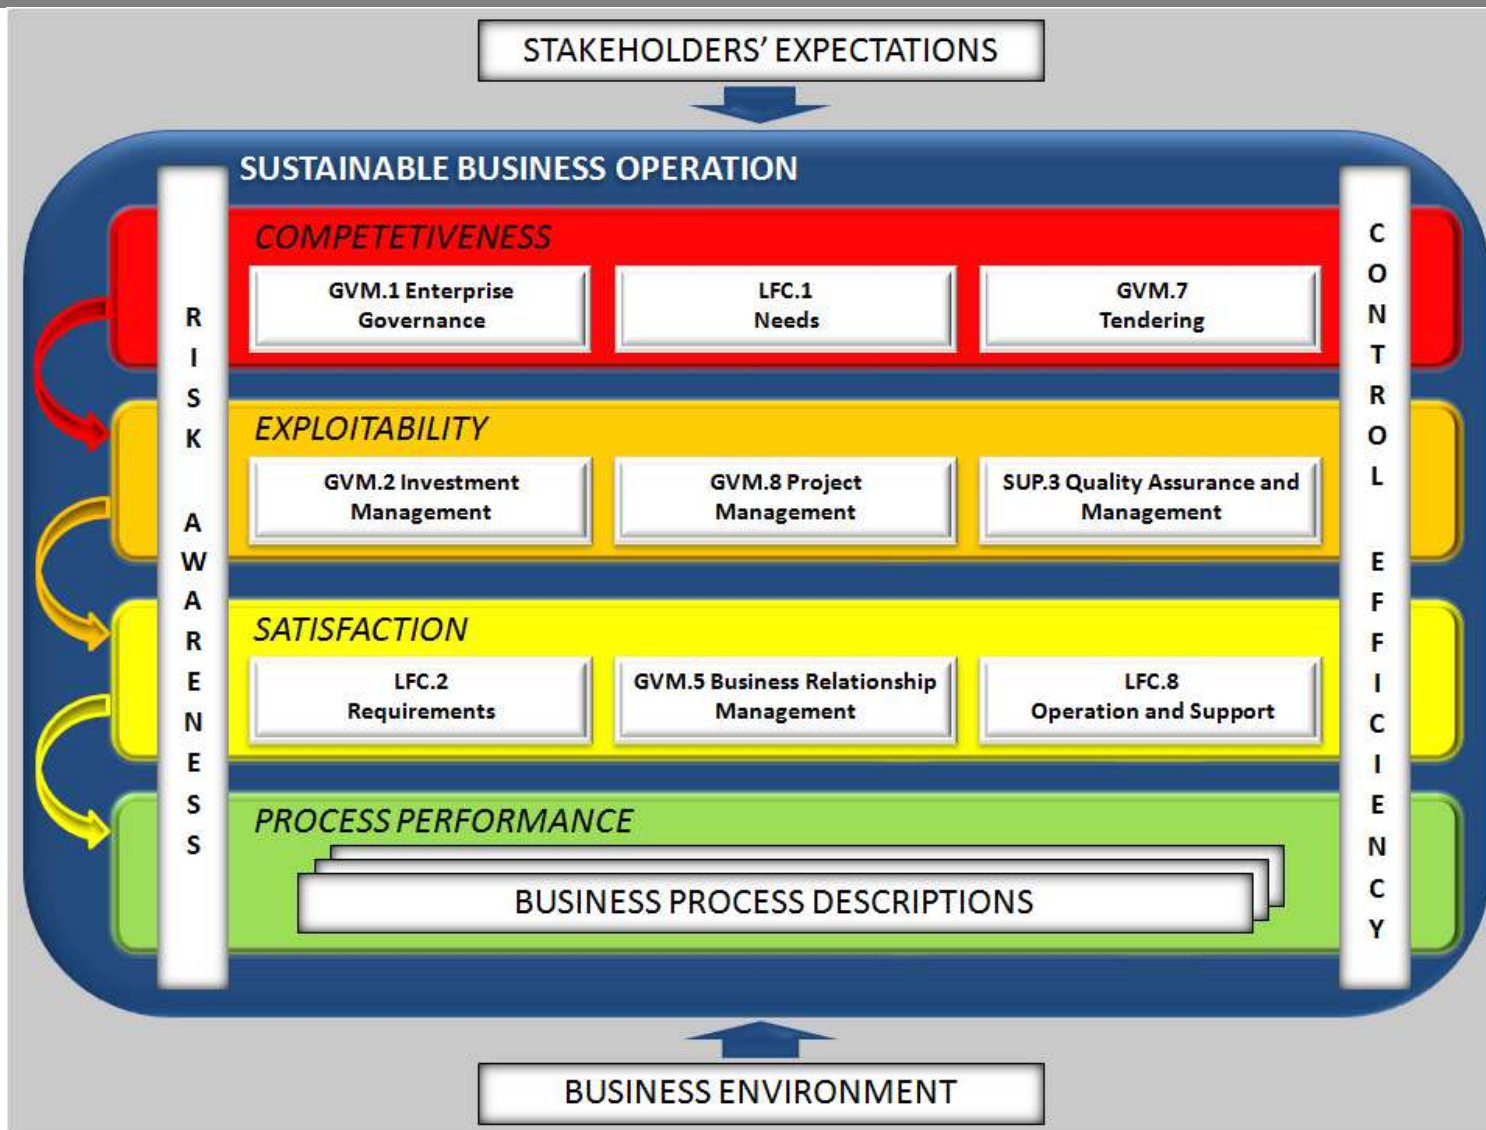 STAKEHOLDERS' EXPECTATIONS
SUSTAINABLE BUSINESS OPERATION
RISK AWARENESS
CONTROL EFFICIENCY
COMPETETIVENESS
GVM.1 Enterprise
Governance
LFC.1
Needs
GVM.7
Tendering
EXPLOITABILITY
GVM.2 Investment
Management
GVM.8 Project
Management
SUP.3 Quality Assurance and
Management
SATISFACTION
LFC.2
Requirements
GVM.5 Business Relationship
Management
LFC.8
Operation and Support
PROCESS PERFORMANCE
BUSINESS PROCESS DESCRIPTIONS
BUSINESS ENVIRONMENT